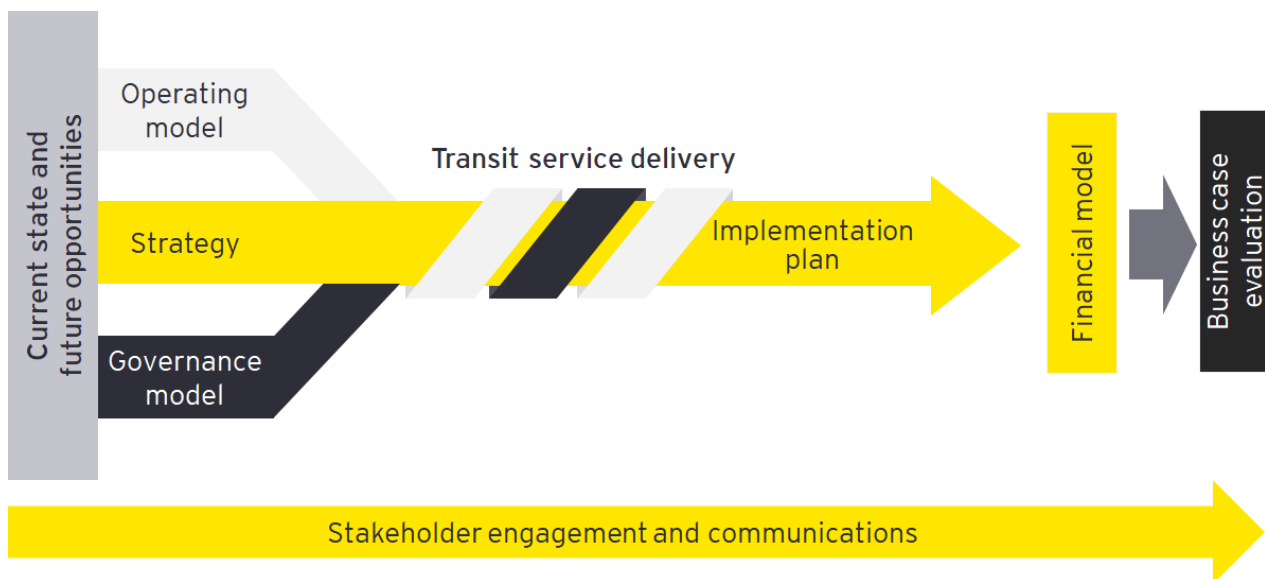 Current state and
future opportunities
Operating
model
Strategy
Governance
model
Transit service delivery
Implementation
plan
Financial model
Business case
evaluation
Stakeholder engagement and communications